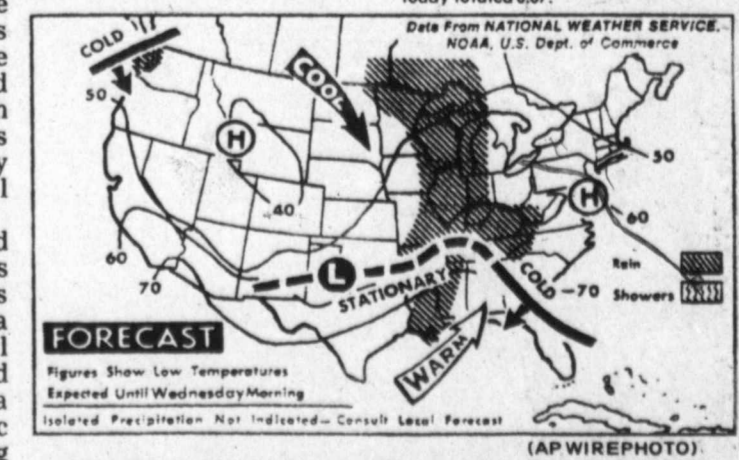 Data From NATIONAL WEATHER SERVICE,
NOAA, U.S. Dept. of Commerce
COLD
50
COOL
H
40
50
H
60
60
70
L
STATIONARY
COLD
-70
Rain
Showers
WARM
FORECAST
Figures Show Low Temperatures
Expected Until Wednesday Morning
Isolated Precipitation Not Indicated— Consult Local Forecast
(AP WIREPHOTO)